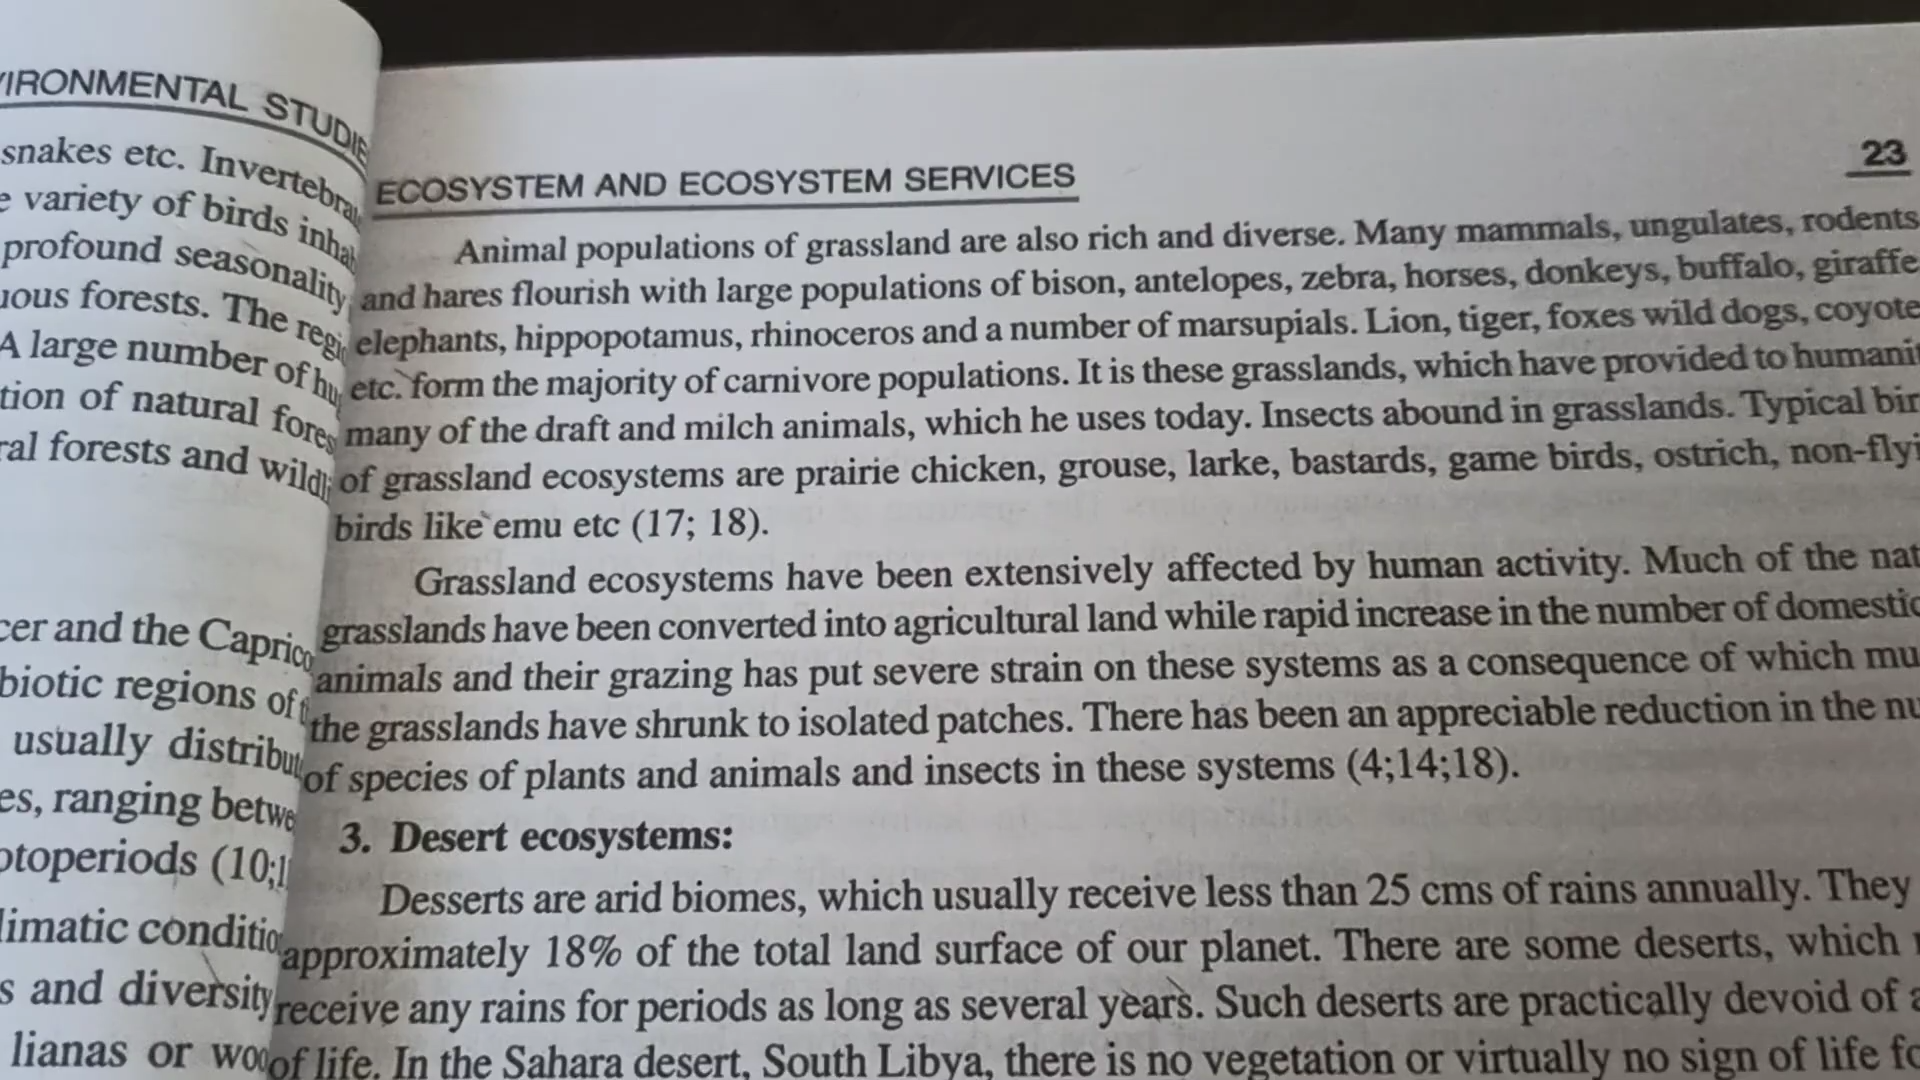 IRONMENTAL STUDIE
snakes etc. Invertebra
variety of birds inha
profound seasonality
uous forests. The regi
A large number of hu
tion of natural fores
ral forests and wildli
cer and the Caprico
biotic regions of t
usually distribut
es, ranging betwe
otoperiods (10;1
limatic conditio
s and diversity
lianas or woo
ECOSYSTEM AND ECOSYSTEM SERVICES
23
Animal populations of grassland are also rich and diverse. Many mammals, ungulates, rodents
and hares flourish with large populations of bison, antelopes, zebra, horses, donkeys, buffalo, giraffe
elephants, hippopotamus, rhinoceros and a number of marsupials. Lion, tiger, foxes wild dogs, coyote
etc. form the majority of carnivore populations. It is these grasslands, which have provided to humanit
many of the draft and milch animals, which he uses today. Insects abound in grasslands. Typical bir
of grassland ecosystems are prairie chicken, grouse, larke, bastards, game birds, ostrich, non-flyi
birds like emu etc (17; 18).
Grassland ecosystems have been extensively affected by human activity. Much of the nat
grasslands have been converted into agricultural land while rapid increase in the number of domestic
animals and their grazing has put severe strain on these systems as a consequence of which mu
the grasslands have shrunk to isolated patches. There has been an appreciable reduction in the nu
of species of plants and animals and insects in these systems (4;14;18).
3. Desert ecosystems:
Desserts are arid biomes, which usually receive less than 25 cms of rains annually. They
approximately 18% of the total land surface of our planet. There are some deserts, which
receive any rains for periods as long as several years. Such deserts are practically devoid of a
of life. In the Sahara desert, South Libya, there is no vegetation or virtually no sign of life fo